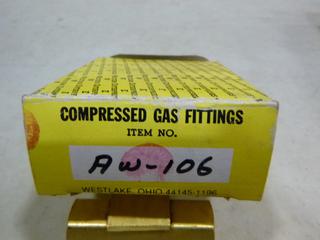 COMPRESSED GAS FITTINGS
ITEM NO.
AW-106
WESTLAKE, OHIO 44145-1196